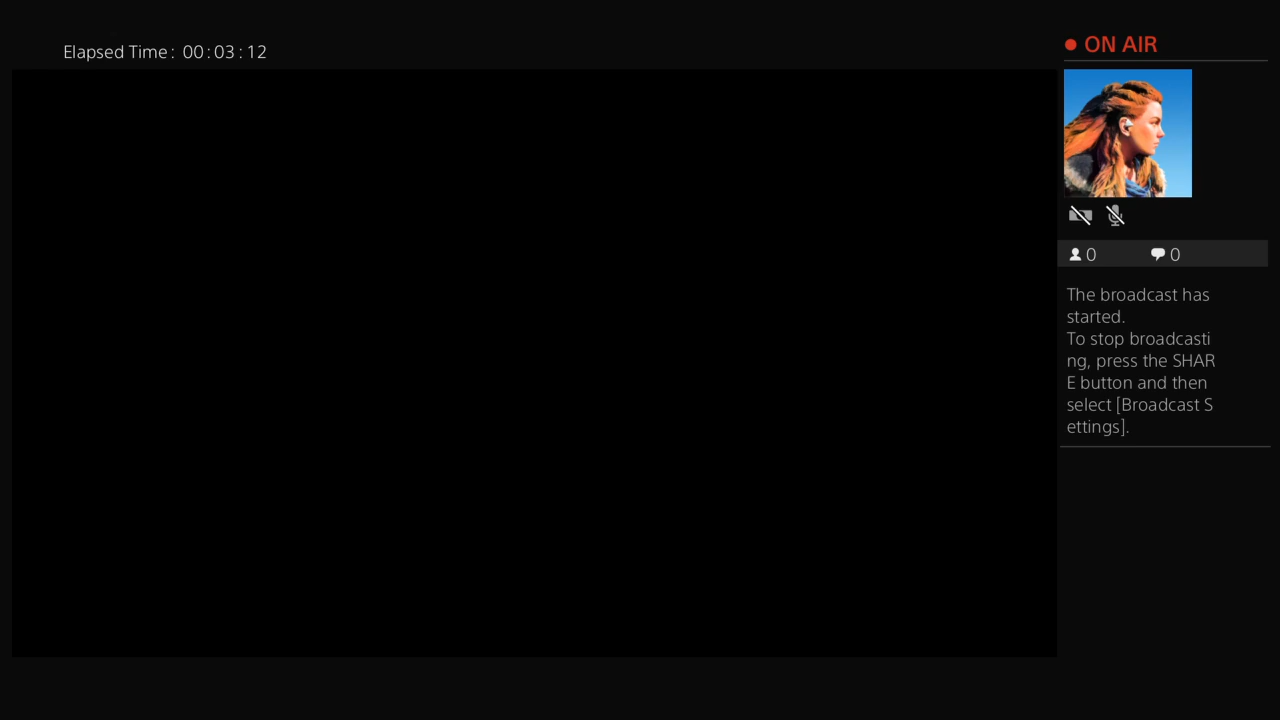 Elapsed Time: 00:03:12
ON AIR
0 0
The broadcast has
started.
To stop broadcasti
ng, press the SHAR
E button and then
select [Broadcast S
ettings].